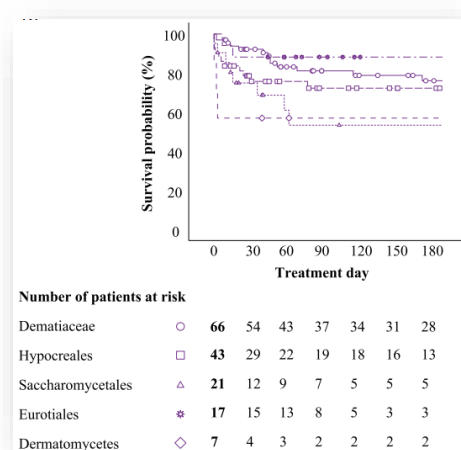 100
80
60
40
20
0
Survival probability (%)
0 30 60 90 120 150 180
Treatment day
Number of patients at risk
Dematiaceae 66 54 43 37 34 31 28
Hypocreales 43 29 22 19 18 16 13
Saccharomycetales 21 12 9 7 5 5 5
Eurotiales 17 15 13 8 5 3 3
Dermatomycetes 7 4 3 2 2 2 2